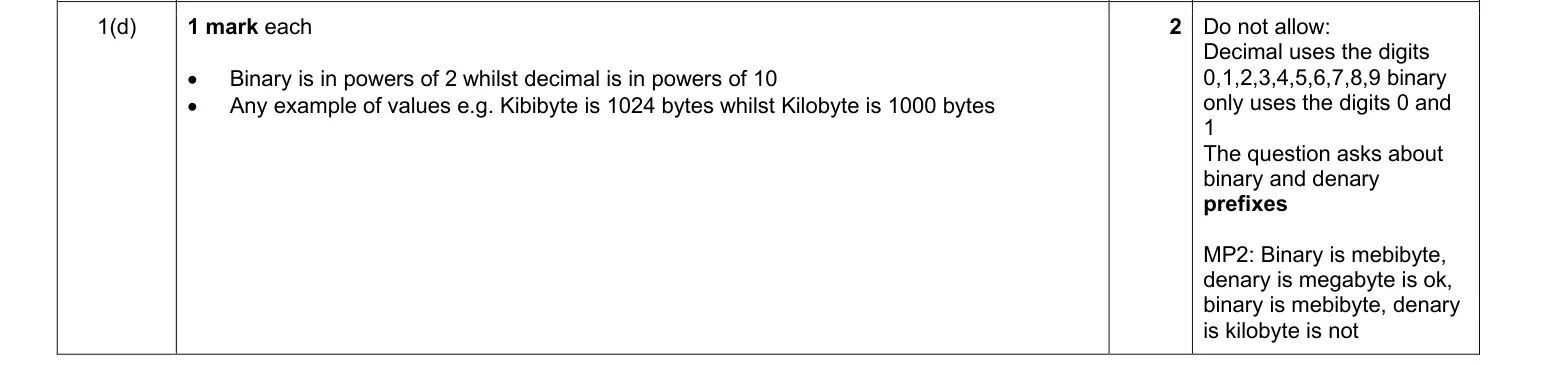 1(d)
1 mark each
• Binary is in powers of 2 whilst decimal is in powers of 10
• Any example of values e.g. Kibibyte is 1024 bytes whilst Kilobyte is 1000 bytes
2
Do not allow:
Decimal uses the digits
0,1,2,3,4,5,6,7,8,9 binary
only uses the digits 0 and
1
The question asks about
binary and denary
prefixes
MP2: Binary is mebibyte,
denary is megabyte is ok,
binary is mebibyte, denary
is kilobyte is not